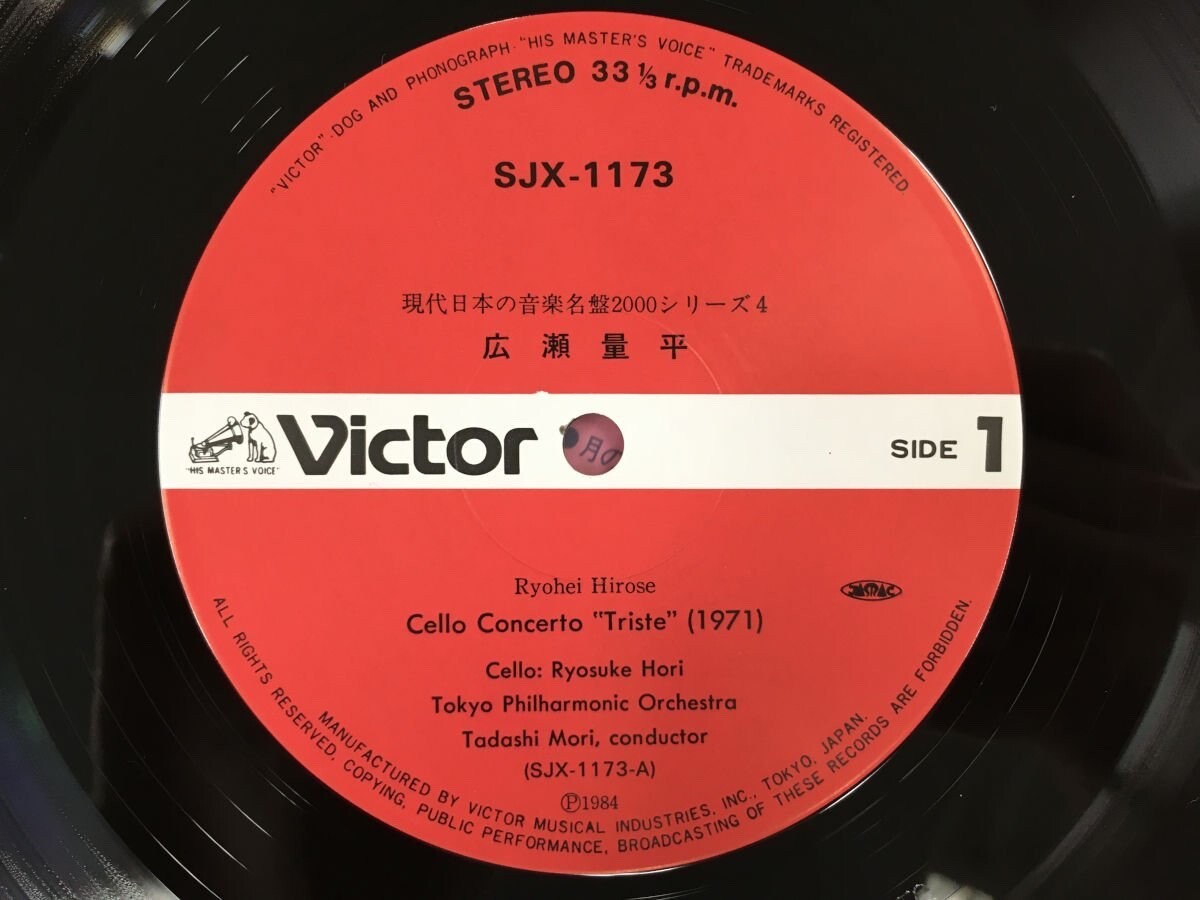 "VICTOR"-DOG AND PHONOGRAPH·"HIS MASTER'S VOICE" TRADEMARKS REGISTERED.
STEREO 33 1/3 r.p.m.
SJX-1173
現代日本の音楽名盤2000シリーズ4
広瀬量平
"HIS MASTER'S VOICE"
Victor
月の
SIDE 1
Ryohei Hirose
JASRAC
Cello Concerto "Triste" (1971)
Cello: Ryosuke Hori
Tokyo Philharmonic Orchestra
Tadashi Mori, conductor
(SJX-1173-A)
Ⓟ1984
MANUFACTURED BY VICTOR MUSICAL INDUSTRIES, INC., TOKYO, JAPAN.
ALL RIGHTS RESERVED, COPYING, PUBLIC PERFORMANCE, BROADCASTING OF THESE RECORDS ARE FORBIDDEN.